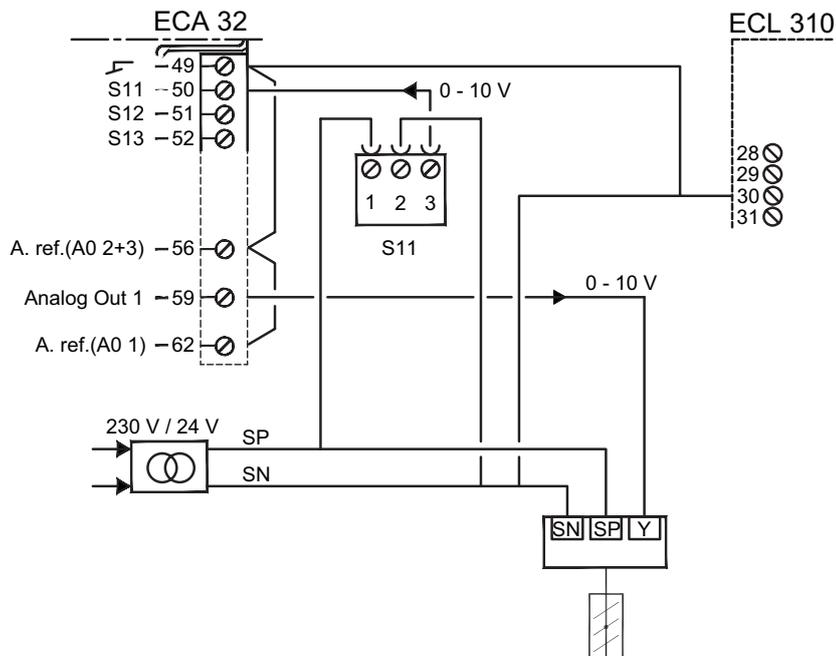 ECA 32
ECL 310
49
S11 50 0 - 10 V
S12 51
S13 52
28
29
30
31
1 2 3
S11
A. ref.(A0 2+3) 56
Analog Out 1 59
0 - 10 V
A. ref.(A0 1) 62
230 V / 24 V
SP
SN
SN SP Y